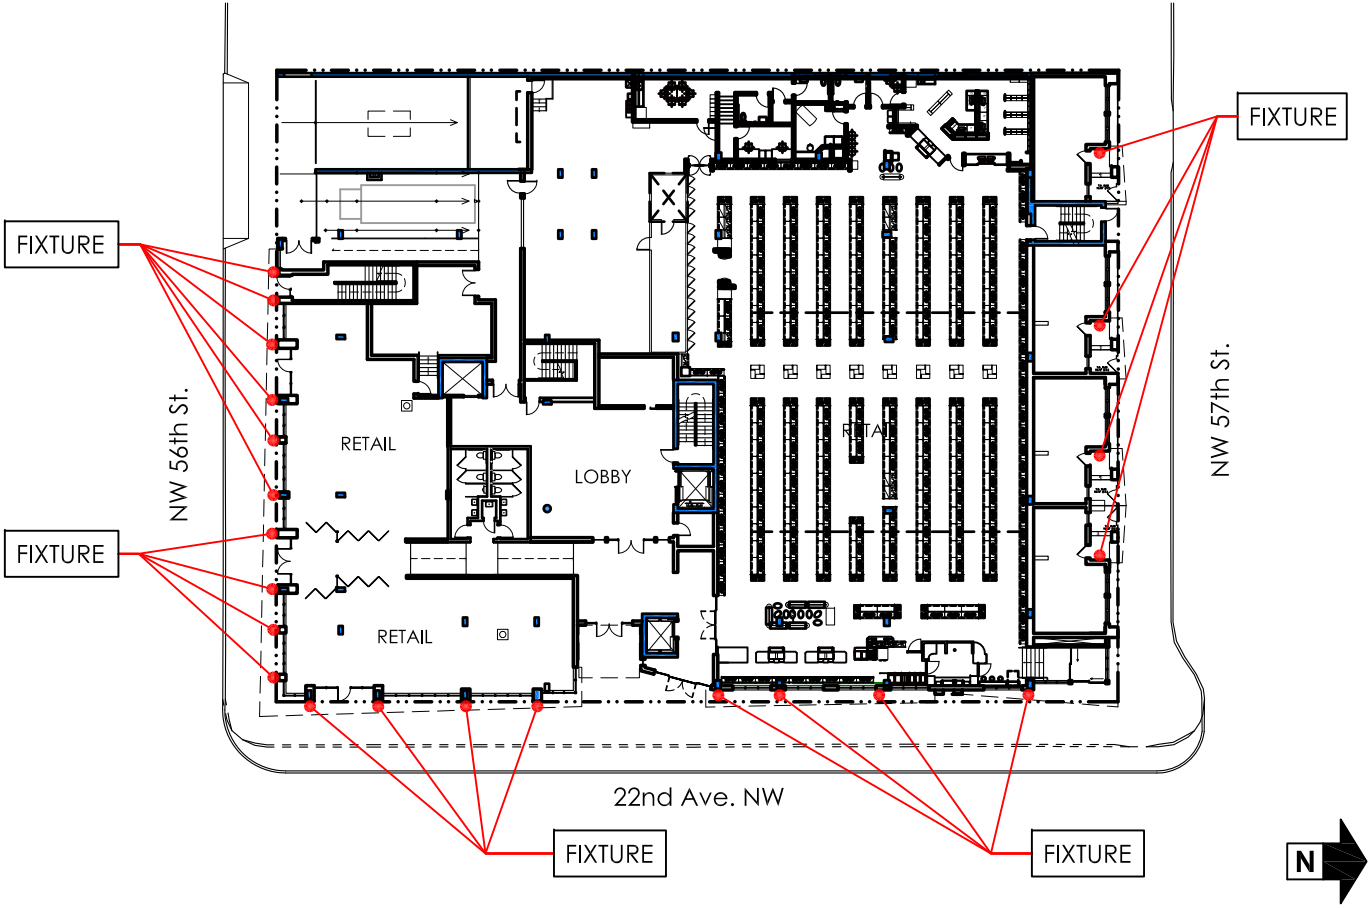 FIXTURE
FIXTURE
NW 56th St.
NW 57th St.
RETAIL
RETAIL
LOBBY
FIXTURE
RETAIL
22nd Ave. NW
FIXTURE
FIXTURE
N